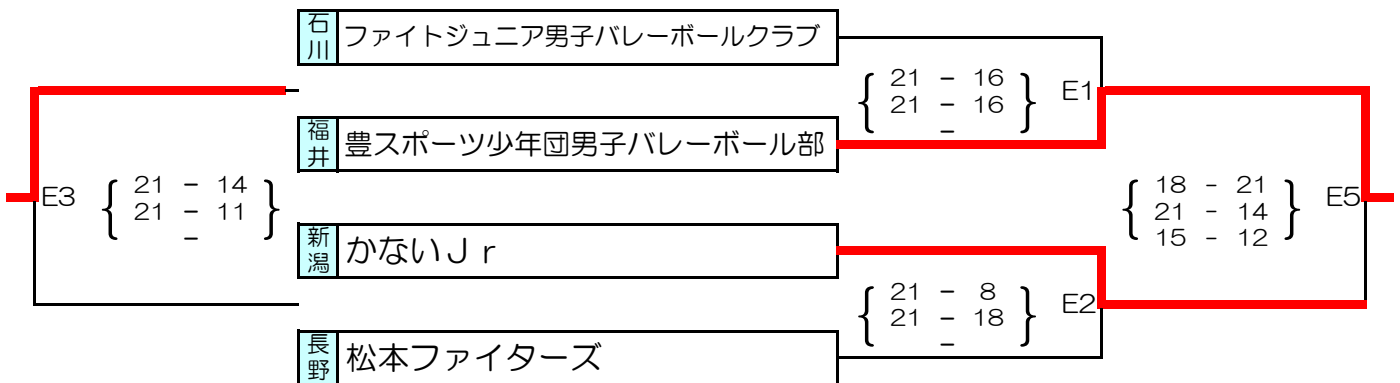 石川 ファイトジュニア男子バレーボールクラブ
{ 21 - 16
21 - 16
- } E1
福井 豊スポーツ少年団男子バレーボール部
E3 { 21 - 14
21 - 11
- }
{ 18 - 21
21 - 14
15 - 12 } E5
新潟 かないJr
{ 21 - 8
21 - 18
- } E2
長野 松本ファイターズ